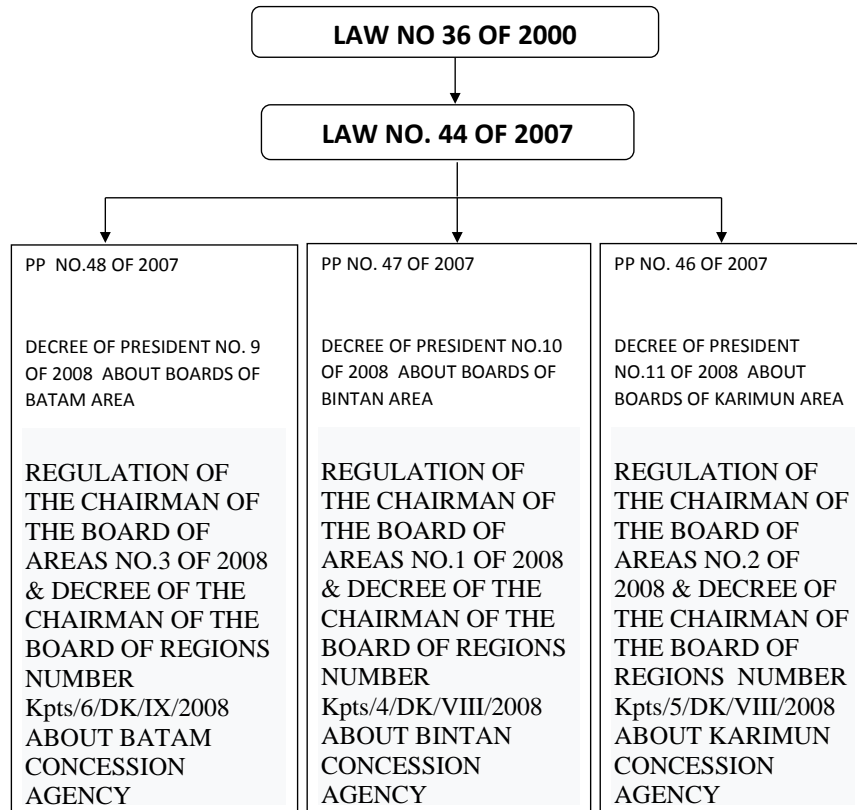 LAW NO 36 OF 2000
LAW NO. 44 OF 2007
PP NO.48 OF 2007
DECREE OF PRESIDENT NO. 9
OF 2008 ABOUT BOARDS OF
BATAM AREA
REGULATION OF
THE CHAIRMAN OF
THE BOARD OF
AREAS NO.3 OF 2008
& DECREE OF THE
CHAIRMAN OF THE
BOARD OF REGIONS
NUMBER
Kpts/6/DK/IX/2008
ABOUT BATAM
CONCESSION
AGENCY
PP NO. 47 OF 2007
DECREE OF PRESIDENT NO.10
OF 2008 ABOUT BOARDS OF
BINTAN AREA
REGULATION OF
THE CHAIRMAN OF
THE BOARD OF
AREAS NO.1 OF 2008
& DECREE OF THE
CHAIRMAN OF THE
BOARD OF REGIONS
NUMBER
Kpts/4/DK/VIII/2008
ABOUT BINTAN
CONCESSION
AGENCY
PP NO. 46 OF 2007
DECREE OF PRESIDENT
NO.11 OF 2008 ABOUT
BOARDS OF KARIMUN AREA
REGULATION OF
THE CHAIRMAN OF
THE BOARD OF
AREAS NO.2 OF
2008 & DECREE OF
THE CHAIRMAN OF
THE BOARD OF
REGIONS NUMBER
Kpts/5/DK/VIII/2008
ABOUT KARIMUN
CONCESSION
AGENCY